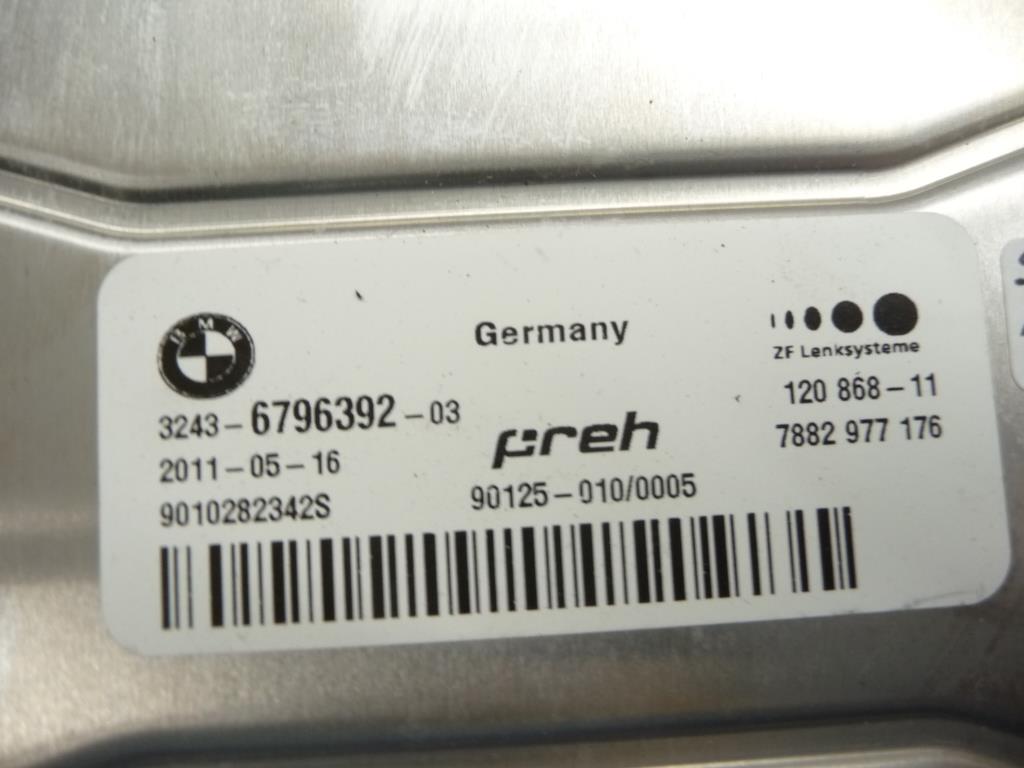 BMW
Germany
ZF Lenksysteme
3243-6796392-03
preh
120 868-11
2011-05-16
7882 977 176
9010282342S
90125-010/0005